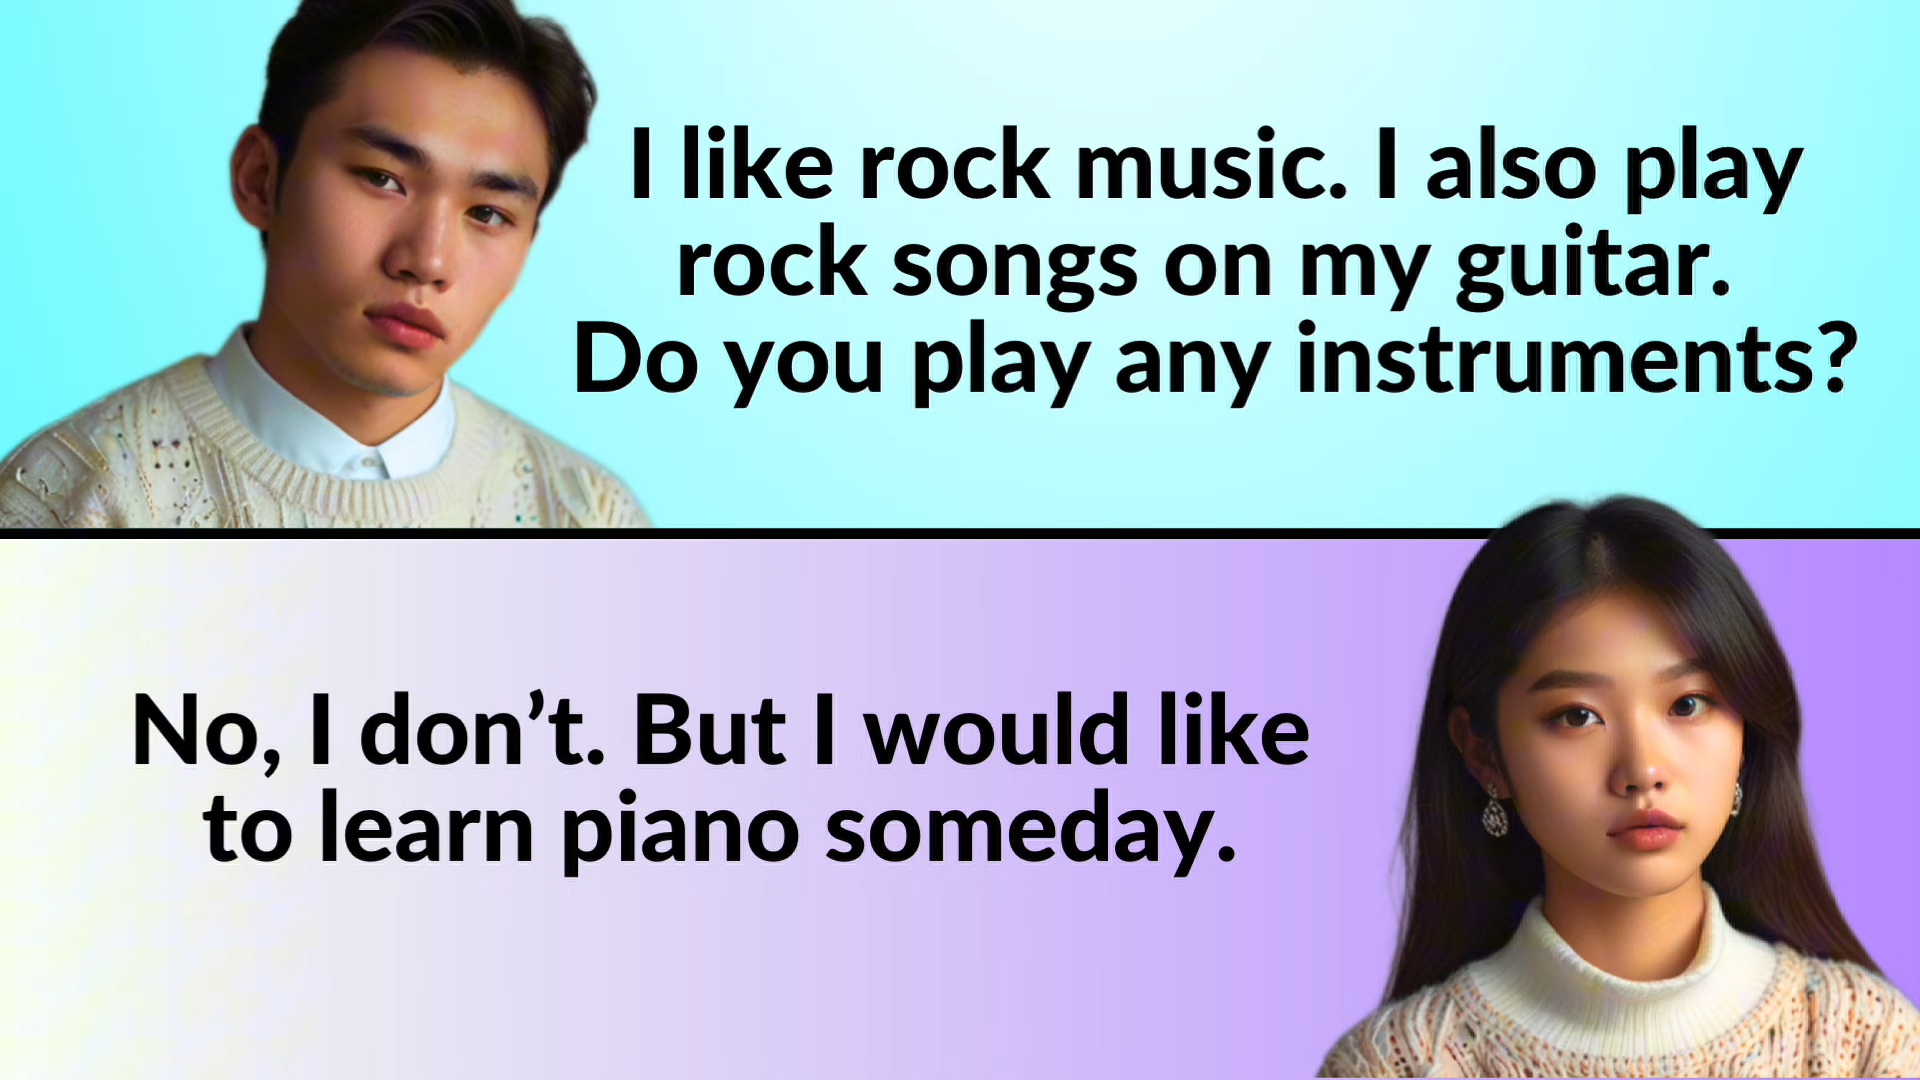 I like rock music. I also play
rock songs on my guitar.
Do you play any instruments?
No, I don’t. But I would like
to learn piano someday.